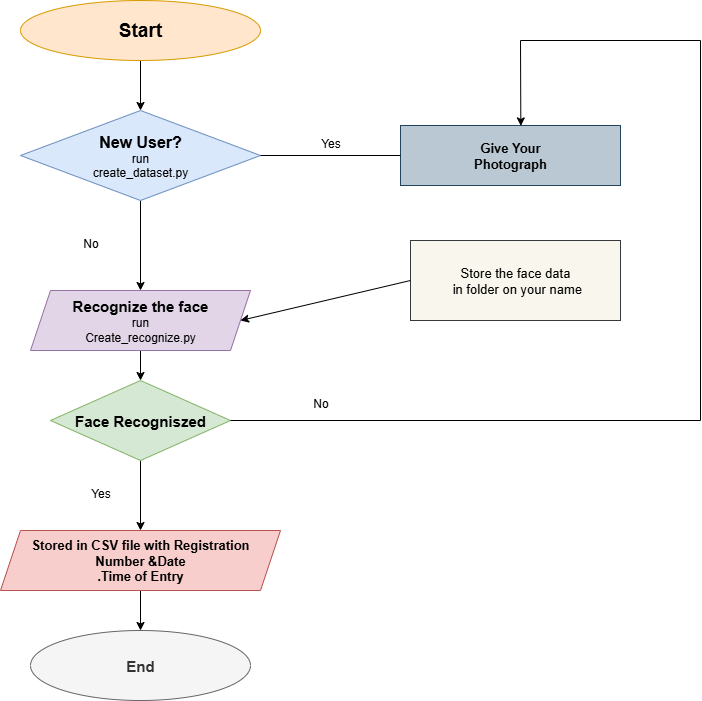 Start
New User?
run
create_dataset.py
Yes
Give Your
Photograph
No
Store the face data
in folder on your name
Recognize the face
run
Create_recognize.py
No
Face Recogniszed
Yes
Stored in CSV file with Registration
Number &Date
.Time of Entry
End